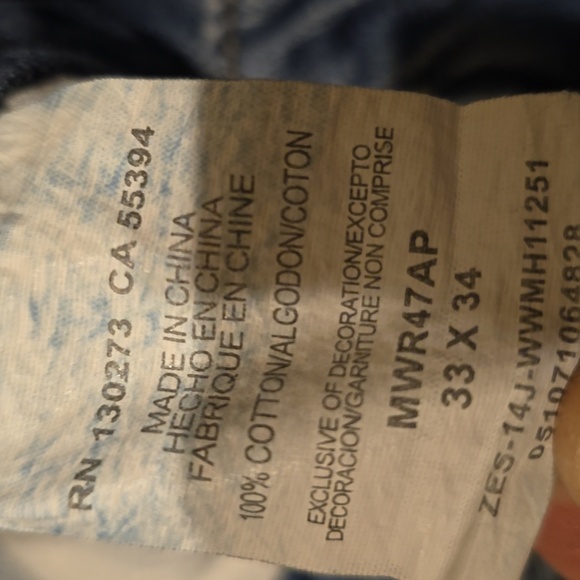 RN 130273 CA 55394
MADE IN CHINA
HECHO EN CHINA
FABRIQUE EN CHINE
100% COTTON/ALGODON/COTON
EXCLUSIVE OF DECORATION/EXCEPTO
DECORACION/GARNITURE NON COMPRISE
MWR47AP
33 X 34
ZES-14J-WWMH11251